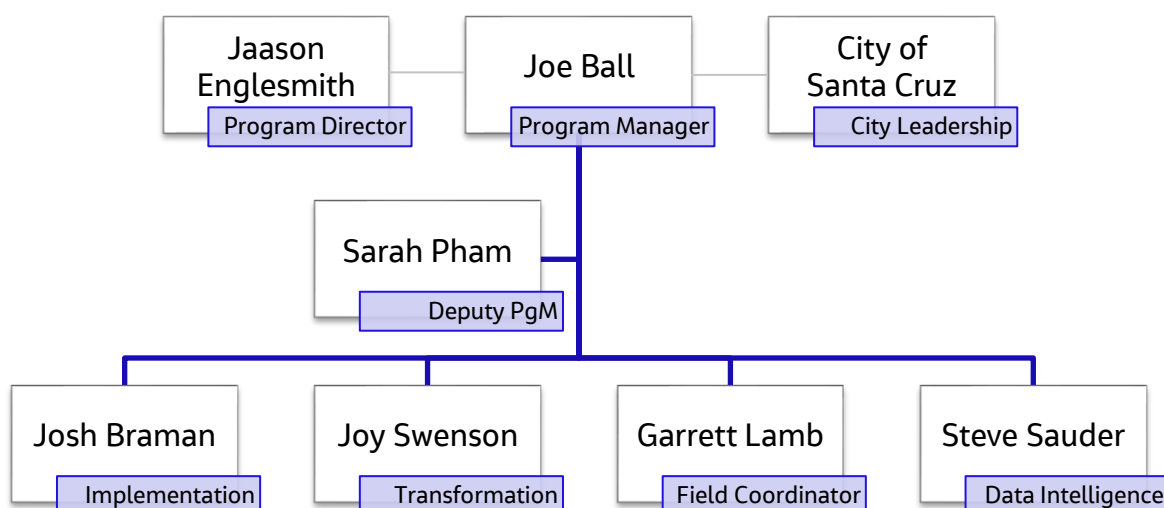 Jaason
Englesmith
Program Director
Joe Ball
Program Manager
City of
Santa Cruz
City Leadership
Sarah Pham
Deputy PgM
Josh Braman
Implementation
Joy Swenson
Transformation
Garrett Lamb
Field Coordinator
Steve Sauder
Data Intelligence